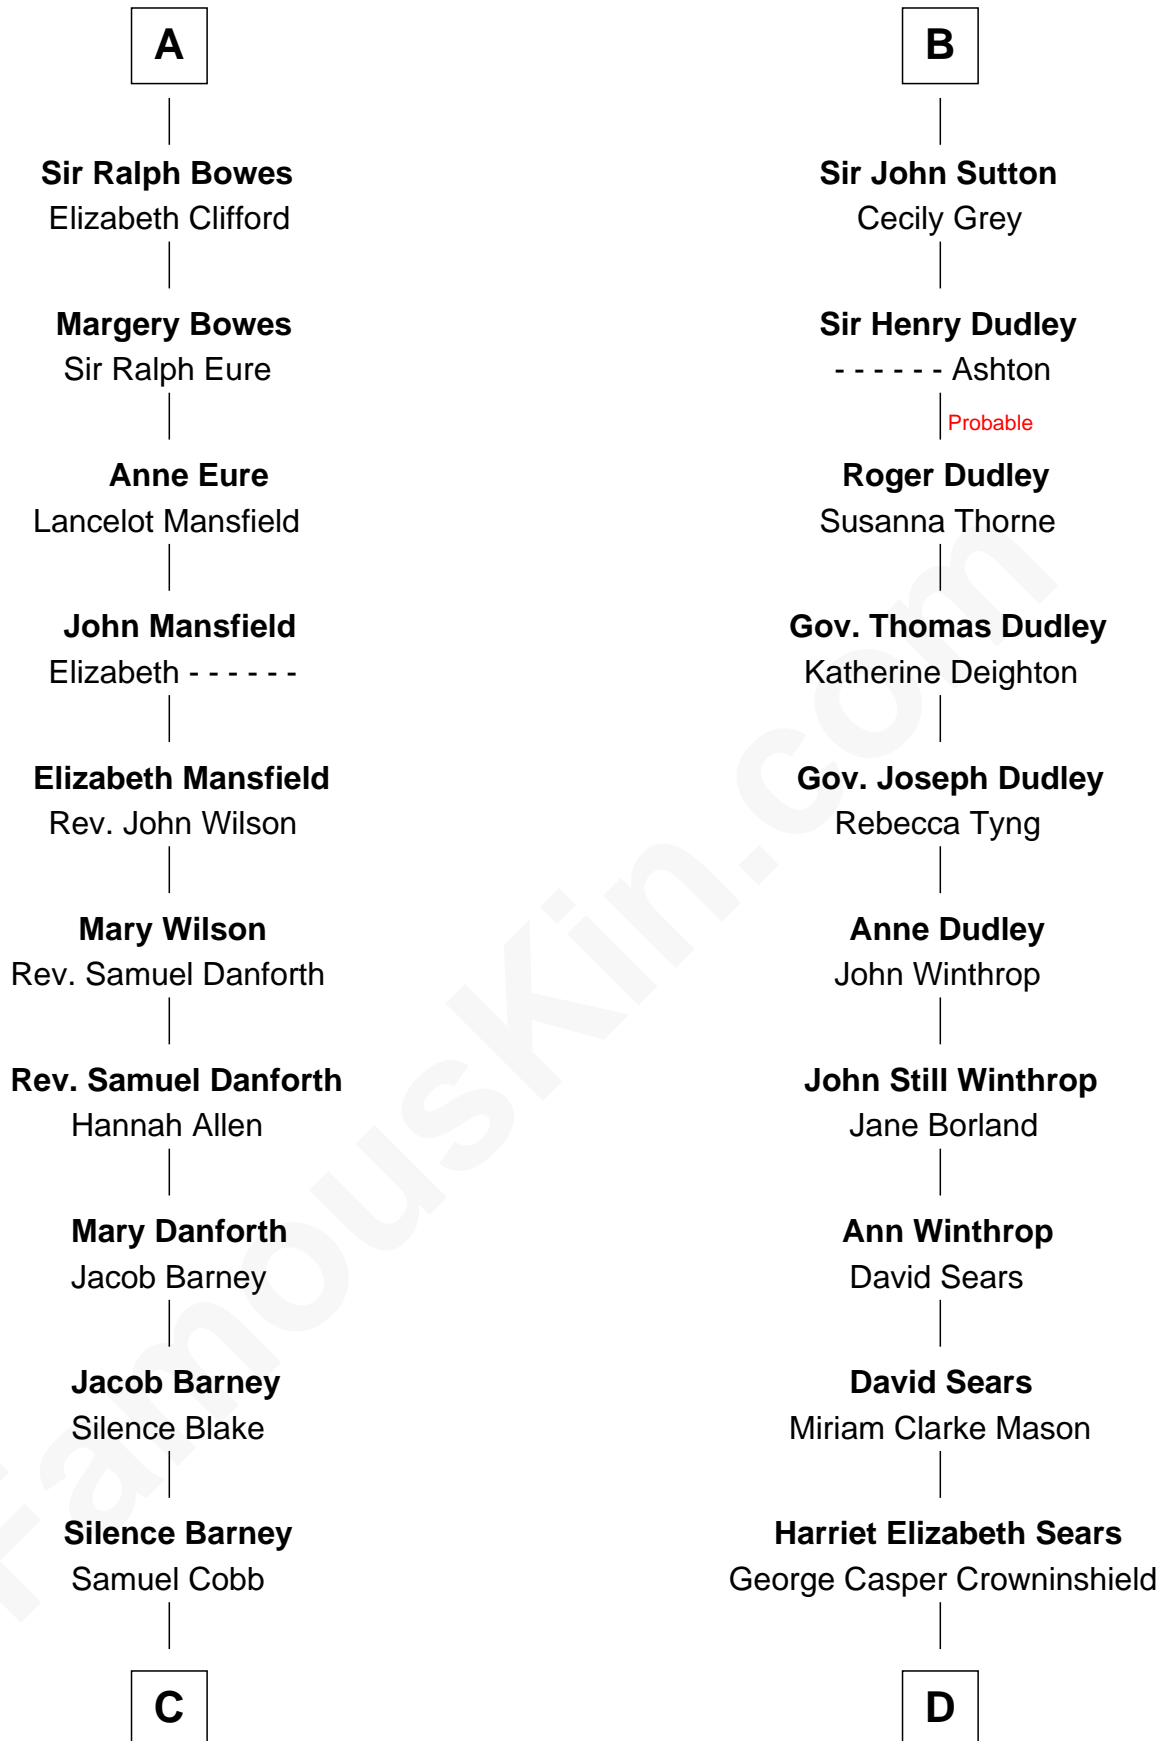 A
Sir Ralph Bowes
Elizabeth Clifford
Margery Bowes
Sir Ralph Eure
Anne Eure
Lancelot Mansfield
John Mansfield
Elizabeth - - - - - -
Elizabeth Mansfield
Rev. John Wilson
Mary Wilson
Rev. Samuel Danforth
Rev. Samuel Danforth
Hannah Allen
Mary Danforth
Jacob Barney
Jacob Barney
Silence Blake
Silence Barney
Samuel Cobb
C
B
Sir John Sutton
Cecily Grey
Sir Henry Dudley
- - - - - - Ashton
Probable
Roger Dudley
Susanna Thorne
Gov. Thomas Dudley
Katherine Deighton
Gov. Joseph Dudley
Rebecca Tyng
Anne Dudley
John Winthrop
John Still Winthrop
Jane Borland
Ann Winthrop
David Sears
David Sears
Miriam Clarke Mason
Harriet Elizabeth Sears
George Casper Crowninshield
D
FamousKin.com